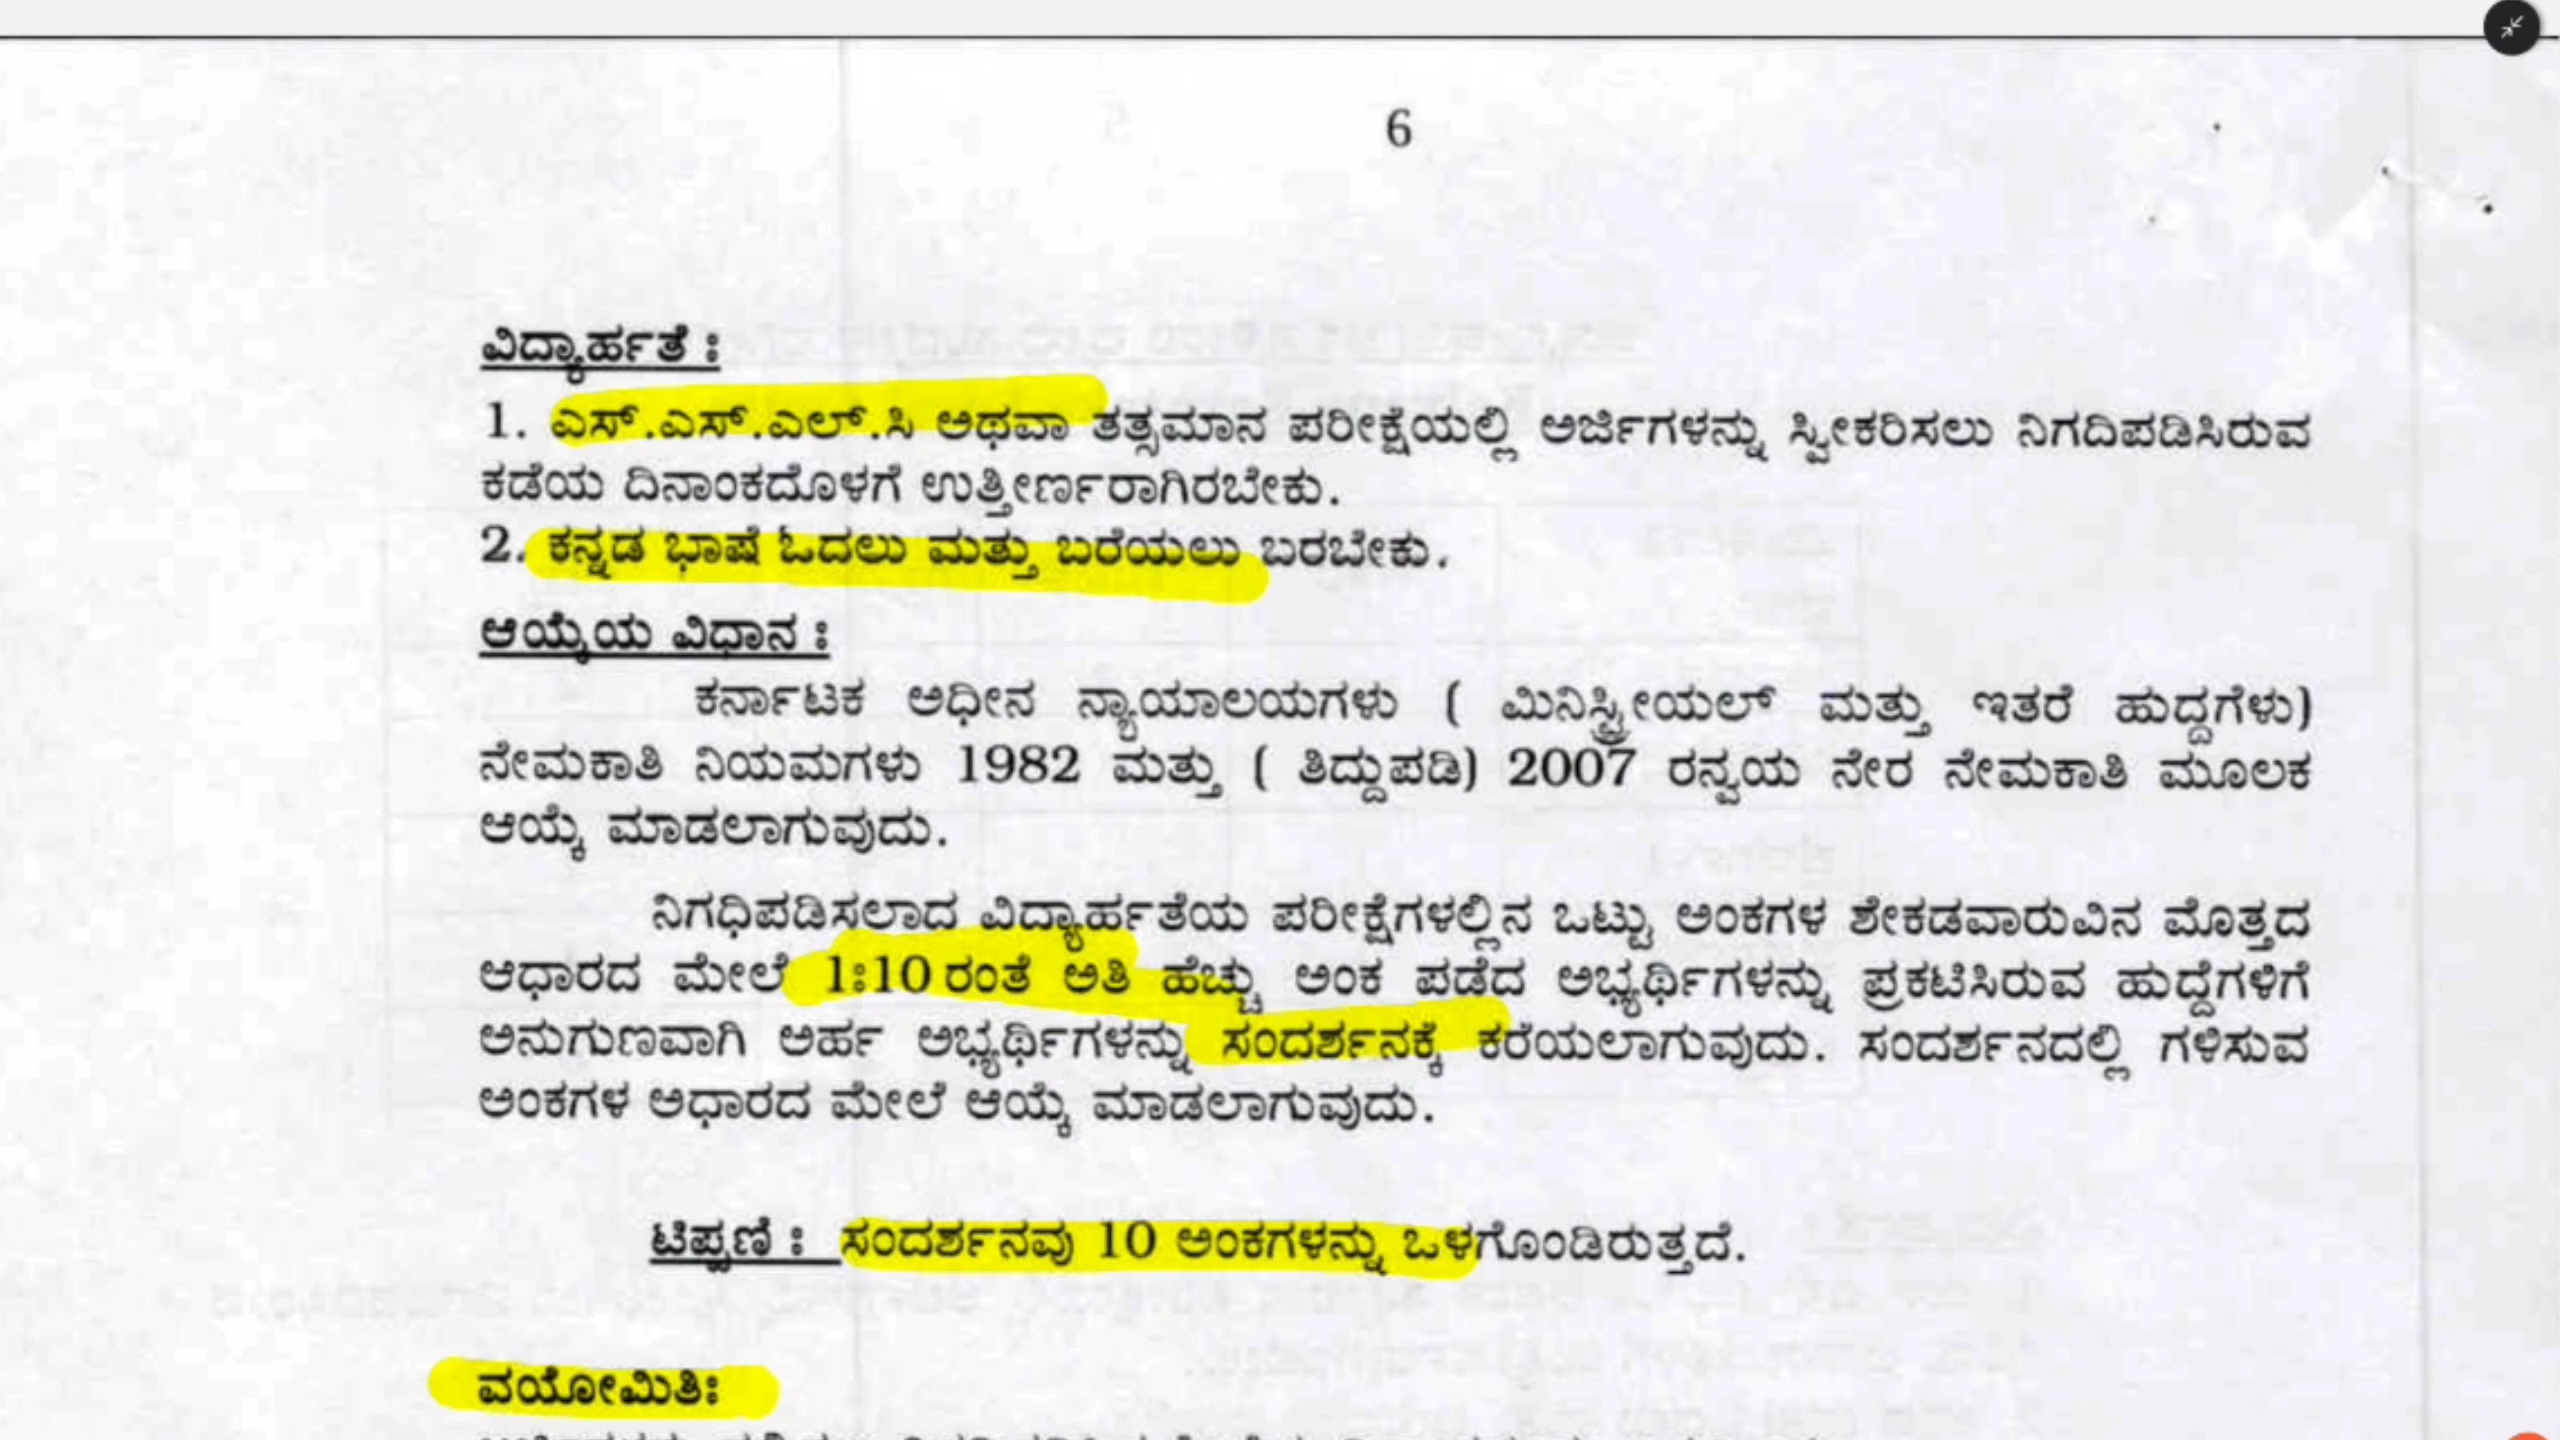 6
ವಿದ್ಯಾರ್ಹತೆ :
1. ಎಸ್.ಎಸ್.ಎಲ್.ಸಿ ಅಥವಾ ತತ್ಸಮಾನ ಪರೀಕ್ಷೆಯಲ್ಲಿ ಅರ್ಜಿಗಳನ್ನು ಸ್ವೀಕರಿಸಲು ನಿಗದಿಪಡಿಸಿರುವ
ಕಡೆಯ ದಿನಾಂಕದೊಳಗೆ ಉತ್ತೀರ್ಣರಾಗಿರಬೇಕು.
2. ಕನ್ನಡ ಭಾಷೆ ಓದಲು ಮತ್ತು ಬರೆಯಲು ಬರಬೇಕು.
ಆಯ್ಕೆಯ ವಿಧಾನ :
ಕರ್ನಾಟಕ ಅಧೀನ ನ್ಯಾಯಾಲಯಗಳು ( ಮಿನಿಸ್ಟ್ರೀಯಲ್ ಮತ್ತು ಇತರೆ ಹುದ್ದಗೆಳು)
ನೇಮಕಾತಿ ನಿಯಮಗಳು 1982 ಮತ್ತು ( ತಿದ್ದುಪಡಿ) 2007 ರನ್ವಯ ನೇರ ನೇಮಕಾತಿ ಮೂಲಕ
ಆಯ್ಕೆ ಮಾಡಲಾಗುವುದು.
ನಿಗಧಿಪಡಿಸಲಾದ ವಿದ್ಯಾರ್ಹತೆಯ ಪರೀಕ್ಷೆಗಳಲ್ಲಿನ ಒಟ್ಟು ಅಂಕಗಳ ಶೇಕಡವಾರುವಿನ ಮೊತ್ತದ
ಆಧಾರದ ಮೇಲೆ 1:10 ರಂತೆ ಅತಿ ಹೆಚ್ಚು ಅಂಕ ಪಡೆದ ಅಭ್ಯರ್ಥಿಗಳನ್ನು ಪ್ರಕಟಿಸಿರುವ ಹುದ್ದೆಗಳಿಗೆ
ಅನುಗುಣವಾಗಿ ಅರ್ಹ ಅಭ್ಯರ್ಥಿಗಳನ್ನು ಸಂದರ್ಶನಕ್ಕೆ ಕರೆಯಲಾಗುವುದು. ಸಂದರ್ಶನದಲ್ಲಿ ಗಳಿಸುವ
ಅಂಕಗಳ ಅಧಾರದ ಮೇಲೆ ಆಯ್ಕೆ ಮಾಡಲಾಗುವುದು.
ಟಿಪ್ಪಣಿ : ಸಂದರ್ಶನವು 10 ಅಂಕಗಳನ್ನು ಒಳಗೊಂಡಿರುತ್ತದೆ.
ವಯೋಮಿತಿ: